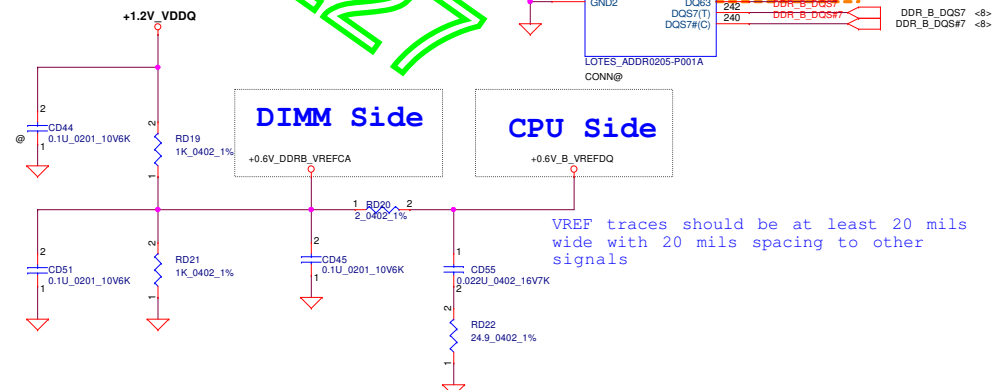 +1.2V_VDDQ
GND2
DQ63
DQS7(T)
DQS7#(C)
242
240
DDR_B_DQS7
DDR_B_DQS#7
DDR_B_DQS7 <8>
DDR_B_DQS#7 <8>
LOTES_ADDR0205-P001A
CONN@
2
@
CD44
0.1U_0201_10V6K
1
2
RD19
1K_0402_1%
1
DIMM Side
+0.6V_DDRB_VREFCA
CPU Side
+0.6V_B_VREFDQ
1 RD20 2
2_0402_1%
VREF traces should be at least 20 mils
wide with 20 mils spacing to other
signals
2
CD51
0.1U_0201_10V6K
1
2
RD21
1K_0402_1%
1
2
CD45
0.1U_0201_10V6K
1
1
CD55
0.022U_0402_16V7K
2
2
RD22
24.9_0402_1%
1